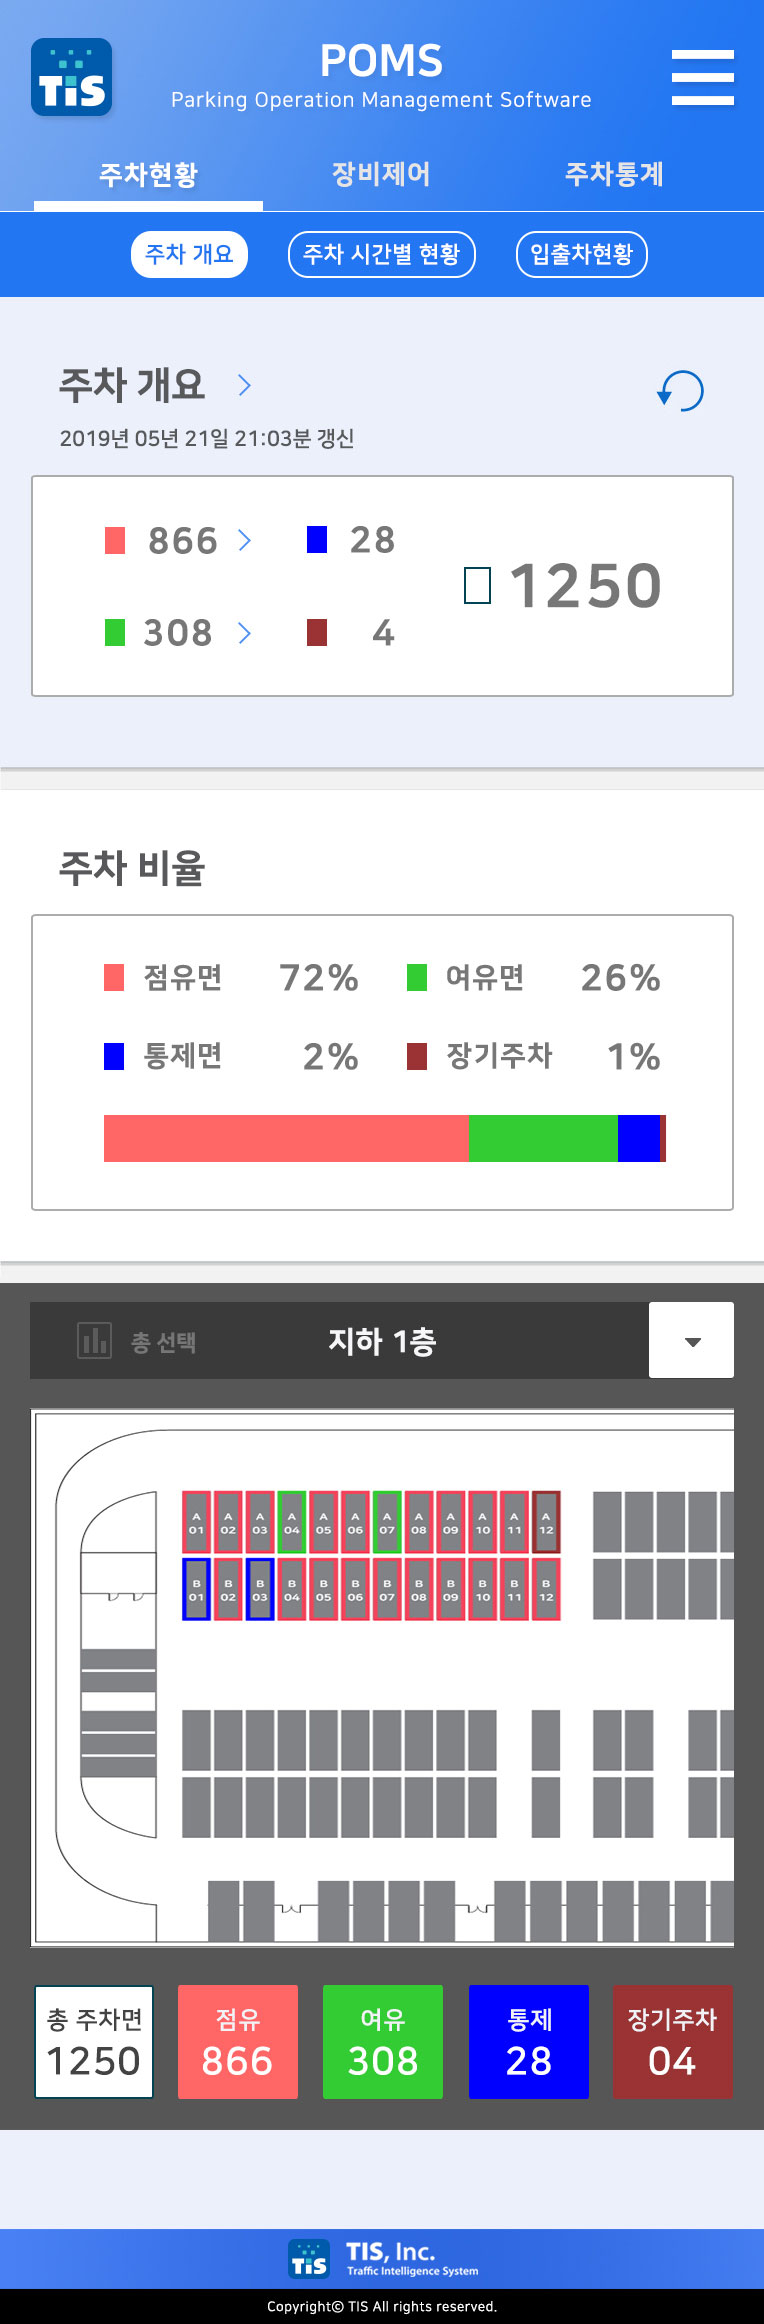 TiS
POMS
Parking Operation Management Software
주차현황 장비제어 주차통계
주차 개요 주차 시간별 현황 입출차현황
주차 개요
2019년 05년 21일 21:03분 갱신
866 28
1250
308 4
주차 비율
점유면 72% 여유면 26%
통제면 2% 장기주차 1%
총 선택 지하 1층
A A A A A A A A A A A A
01 02 03 04 05 06 07 08 09 10 11 12
B B B B B B B B B B B B
01 02 03 04 05 06 07 08 09 10 11 12
총 주차면 점유 여유 통제 장기주차
1250 866 308 28 04
TiS TIS, Inc.
Traffic Intelligence System
Copyright© TIS All rights reserved.